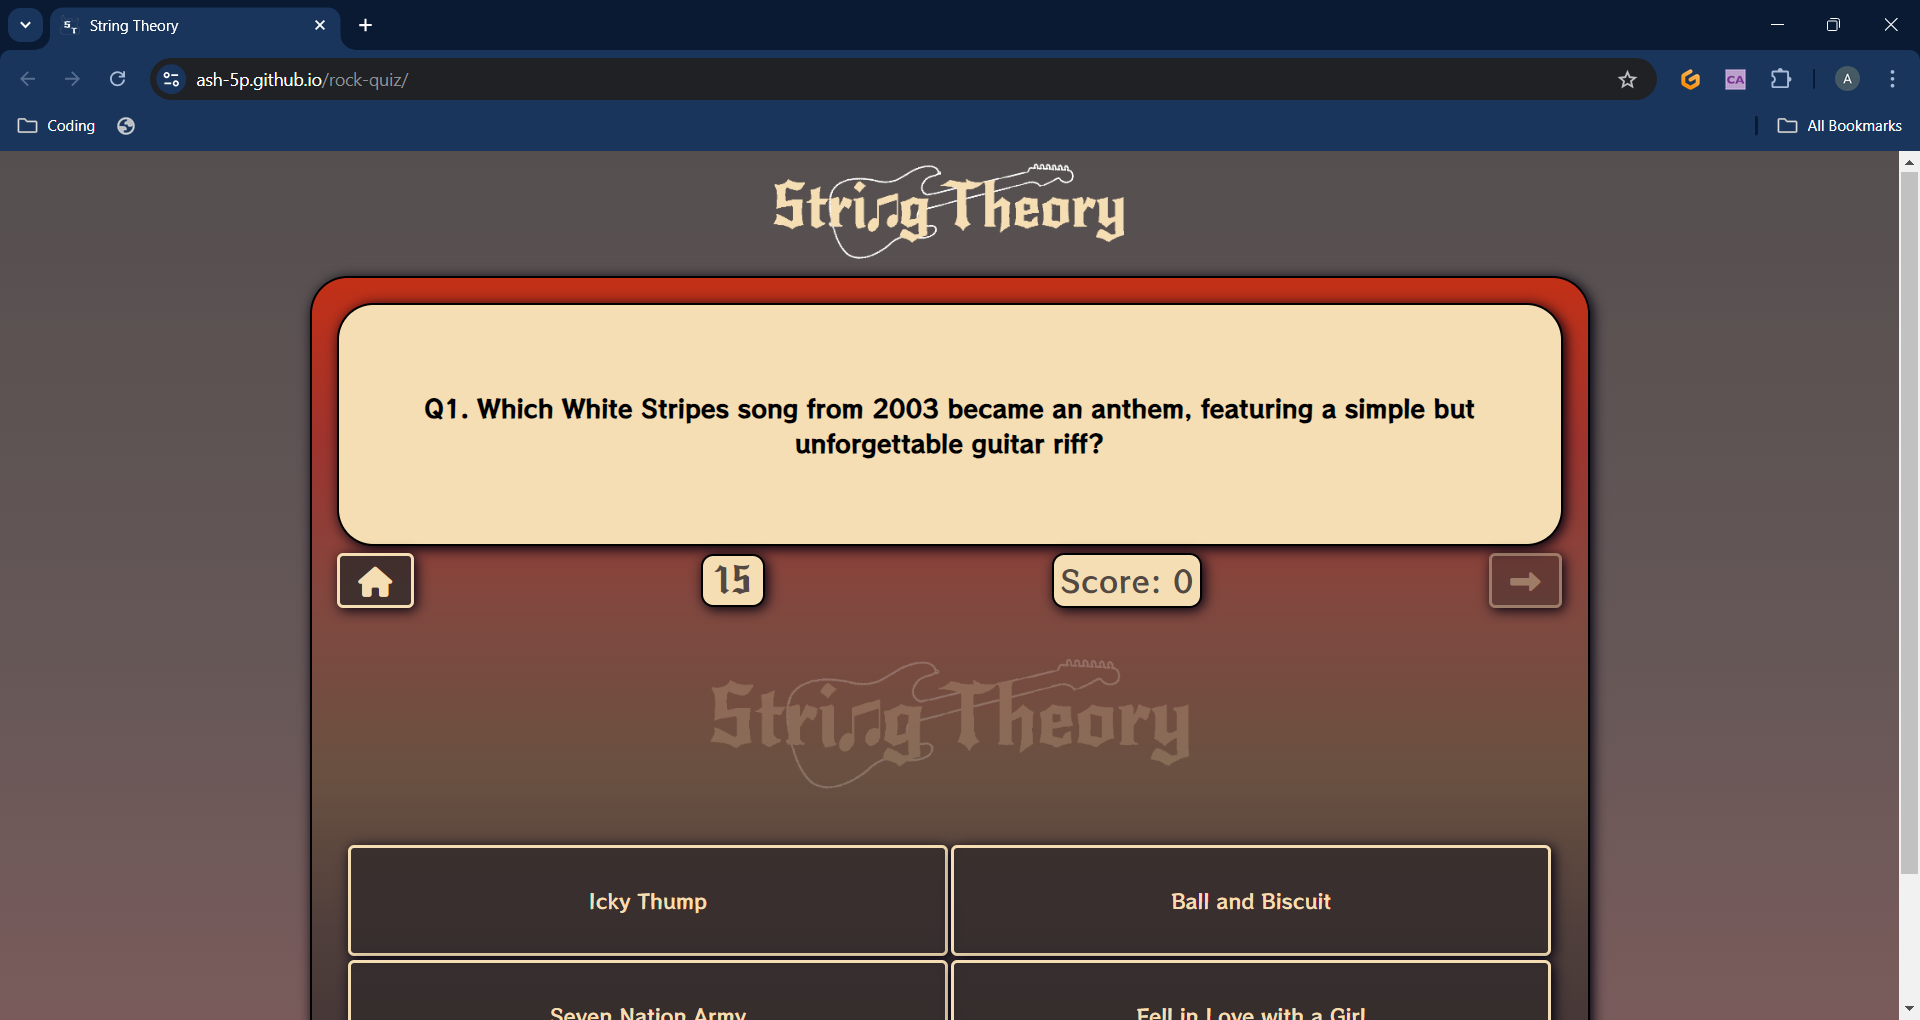 String Theory
ash-5p.github.io/rock-quiz/
A
CA
Coding
All Bookmarks
String Theory
Q1. Which White Stripes song from 2003 became an anthem, featuring a simple but
unforgettable guitar riff?
15
Score: 0
String Theory
Icky Thump
Ball and Biscuit
Seven Nation Army
Fell in Love with a Girl